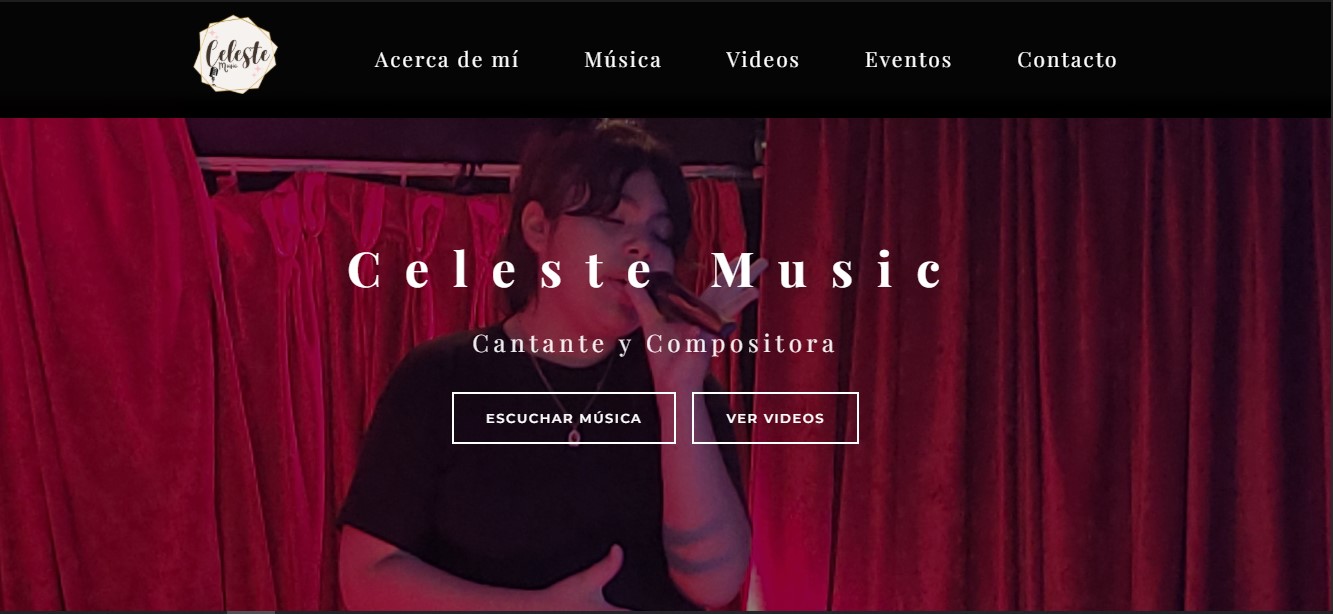 Celeste
Music
Acerca de mí
Música
Videos
Eventos
Contacto
Celeste Music
Cantante y Compositora
ESCUCHAR MÚSICA
VER VIDEOS